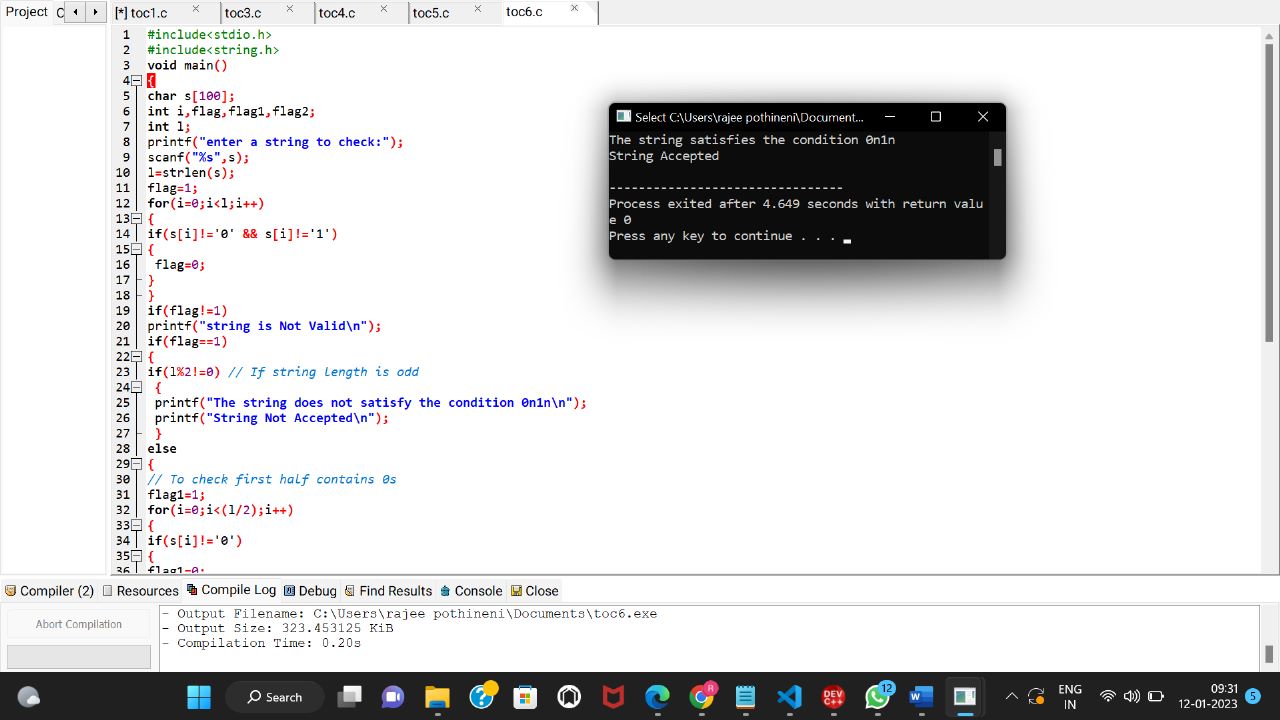 Project
C
[*] toc1.c
toc3.c
toc4.c
toc5.c
toc6.c
1 #include<stdio.h>
2 #include<string.h>
3 void main()
4 {
5 char s[100];
6 int i,flag,flag1,flag2;
7 int l;
8 printf("enter a string to check:");
9 scanf("%s",s);
10 l=strlen(s);
11 flag=1;
12 for(i=0;i<l;i++)
13 {
14 if(s[i]!='0' && s[i]!='1')
15 {
16 flag=0;
17 }
18 }
19 if(flag!=1)
20 printf("string is Not Valid\n");
21 if(flag==1)
22 {
23 if(l%2!=0) // If string length is odd
24 {
25 printf("The string does not satisfy the condition 0n1n\n");
26 printf("String Not Accepted\n");
27 }
28 else
29 {
30 // To check first half contains 0s
31 flag1=1;
32 for(i=0;i<(l/2);i++)
33 {
34 if(s[i]!='0')
35 {
36 flag1=0;
Select C:\Users\rajee pothineni\Document...
The string satisfies the condition 0n1n
String Accepted
--------------------------------
Process exited after 4.649 seconds with return valu
e 0
Press any key to continue . . .
Compiler (2)
Resources
Compile Log
Debug
Find Results
Console
Close
Abort Compilation
- Output Filename: C:\Users\rajee pothineni\Documents\toc6.exe
- Output Size: 323.453125 KiB
- Compilation Time: 0.20s
Search
R
DEV
C++
12
W
ENG
IN
09:31
12-01-2023
5